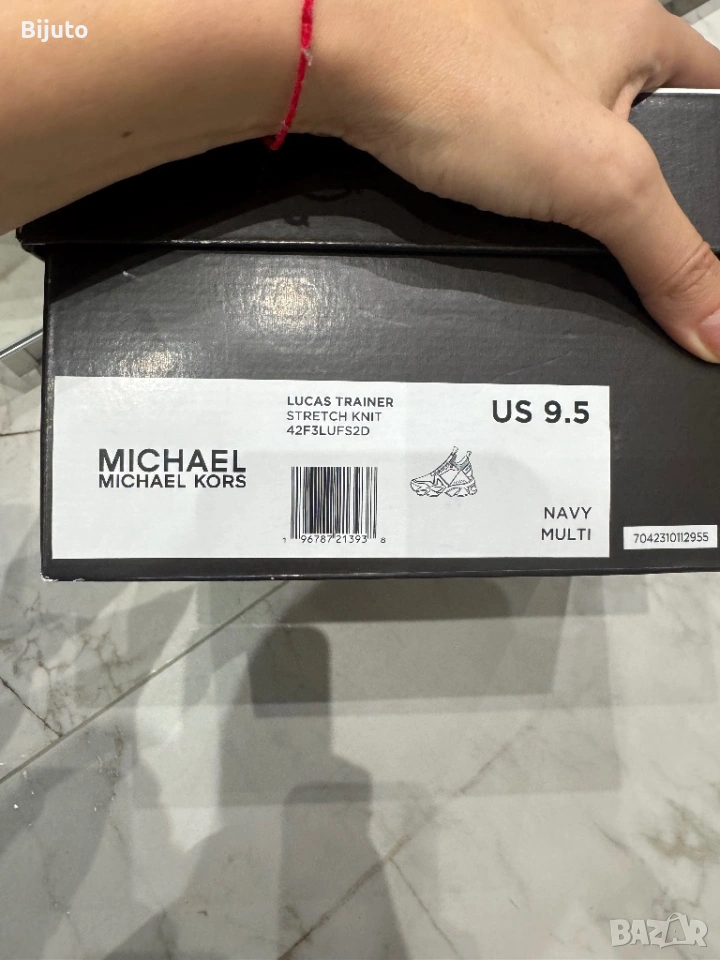 Bijuto
LUCAS TRAINER
STRETCH KNIT
42F3LUFS2D
US 9.5
MICHAEL
MICHAEL KORS
1 96787 21393 8
NAVY
MULTI
7042310112955
BAZAR